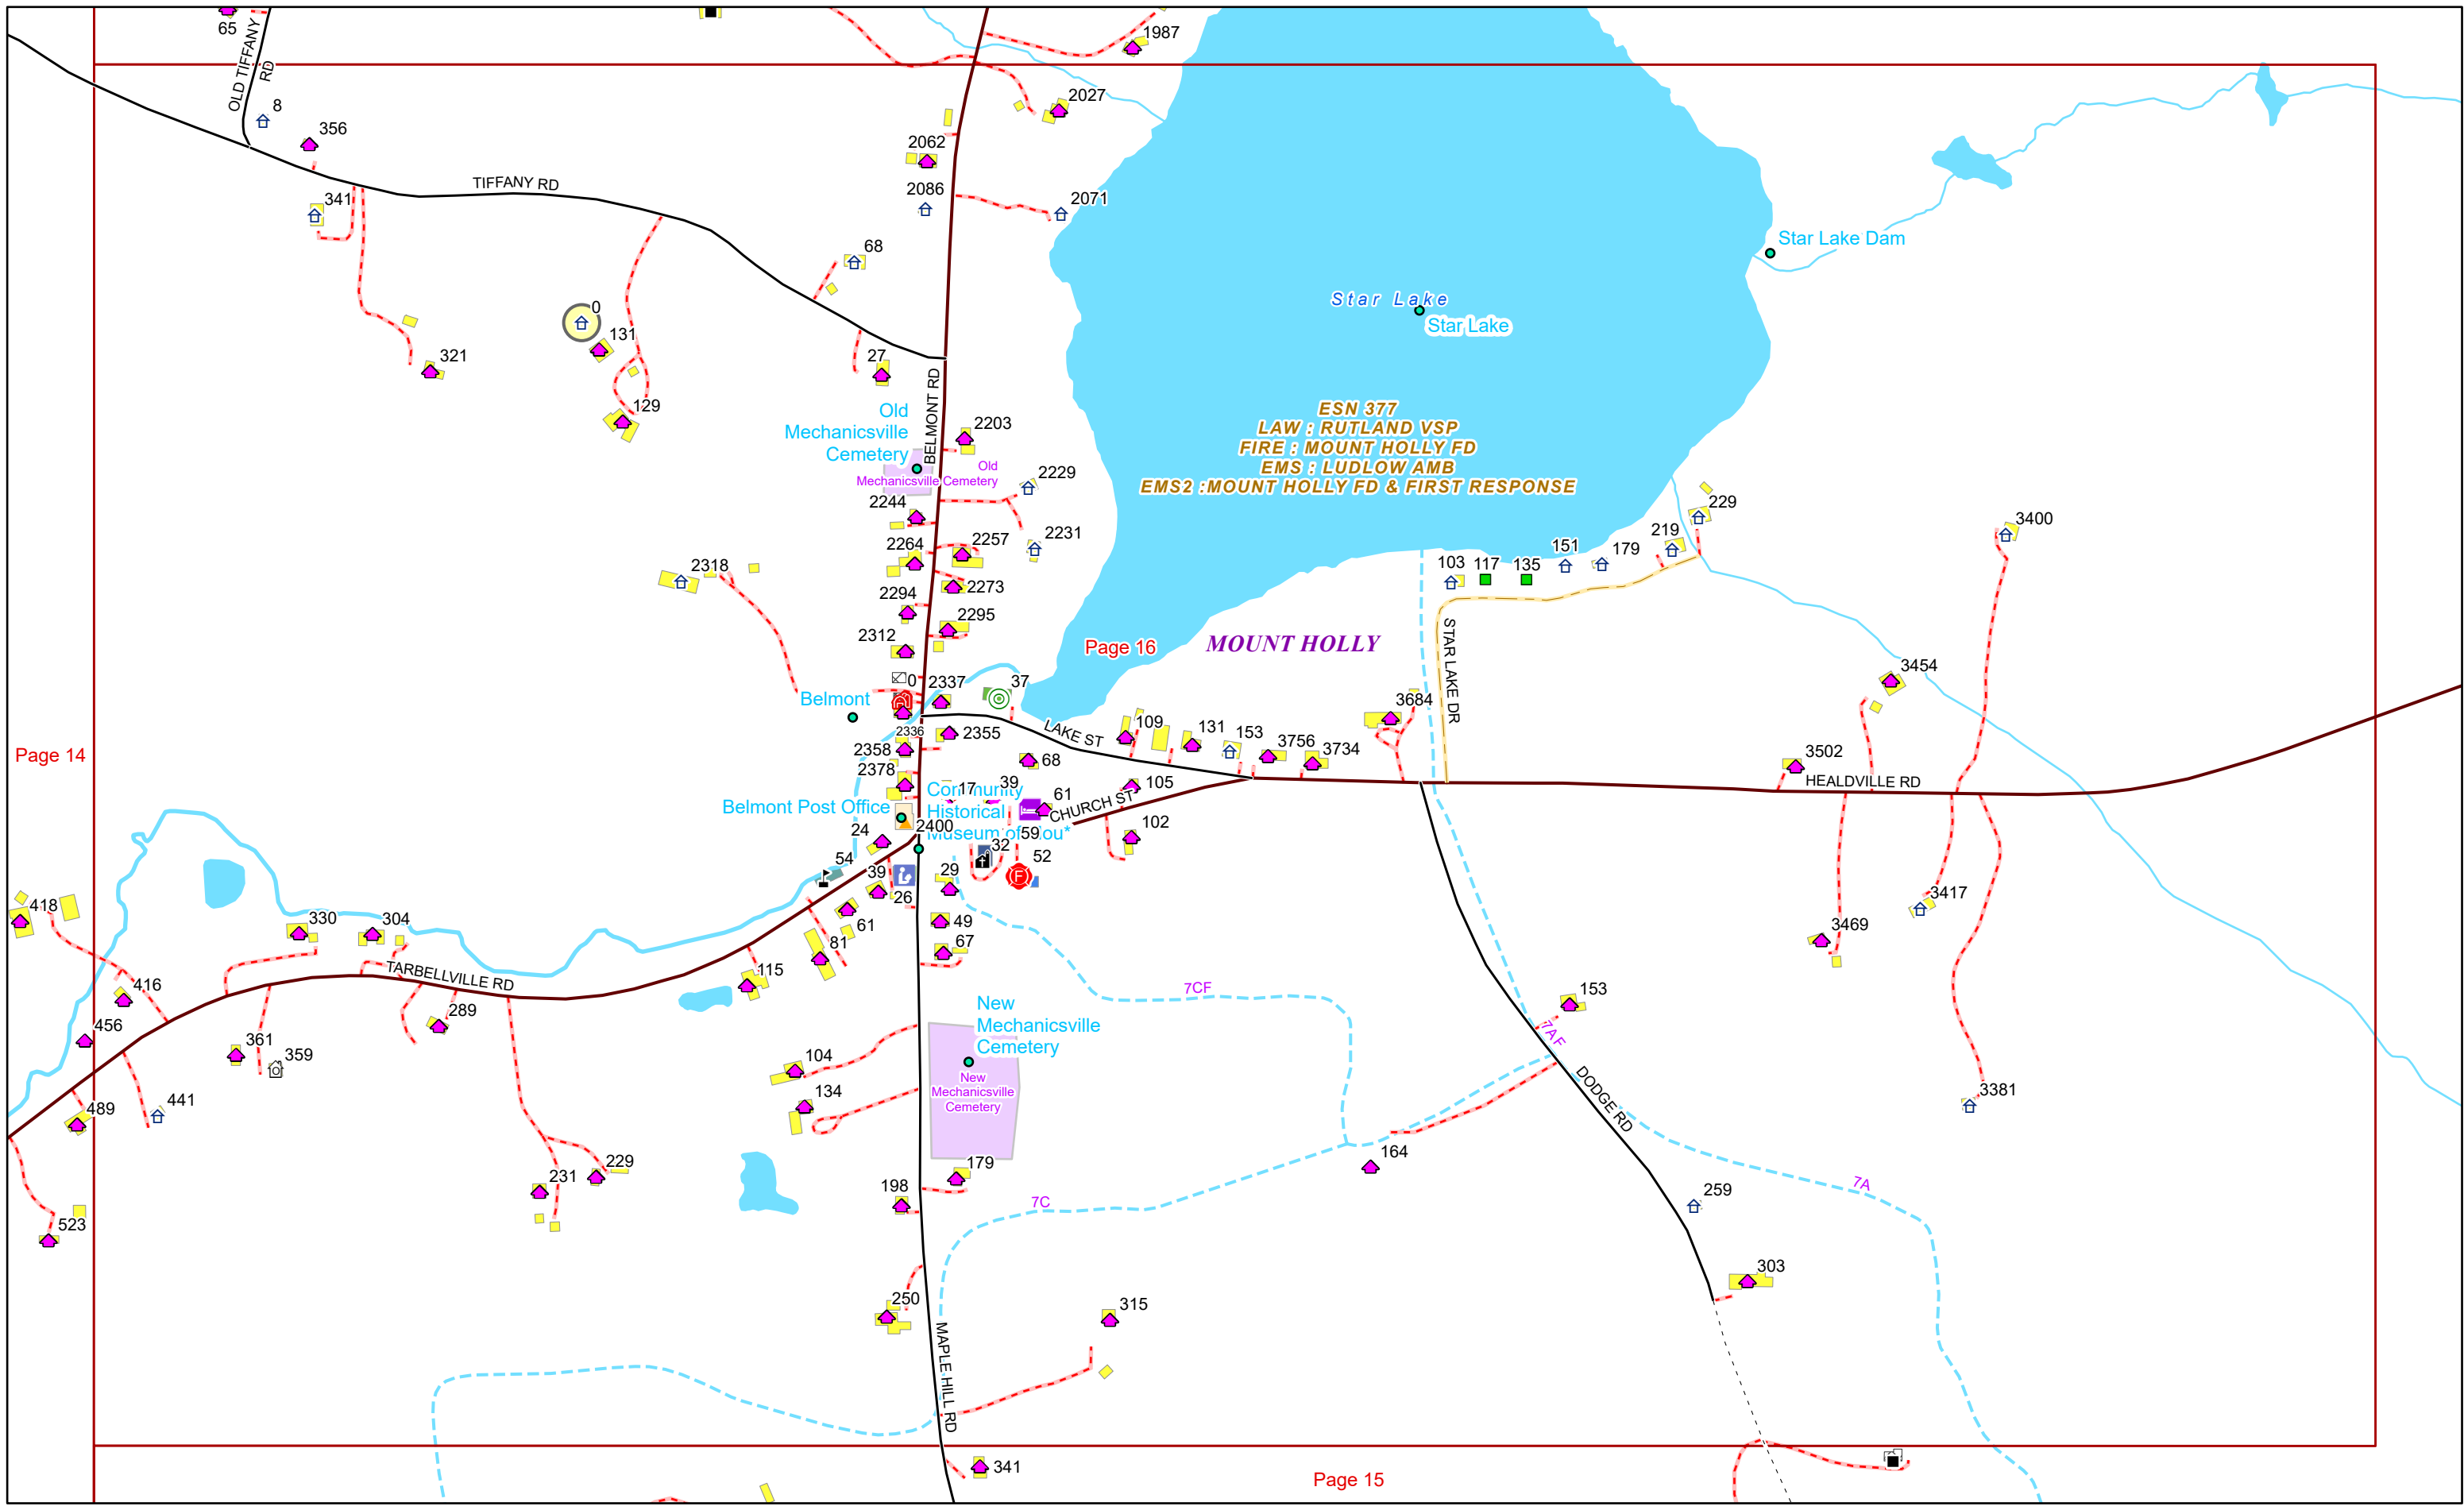 65
OLD TIFFANY
RD
1987
8
356
2027
2062
TIFFANY RD
341
2086
2071
68
Star Lake Dam
0
131
321
129
27
BELMONT RD
Star Lake
Star Lake
Old
Mechanicsville
Cemetery
Old
Mechanicsville Cemetery
2203
ESN 377
LAW : RUTLAND VSP
FIRE : MOUNT HOLLY FD
EMS : LUDLOW AMB
EMS2 :MOUNT HOLLY FD & FIRST RESPONSE
2229
2244
2231
2257
2264
2318
2273
2294
2295
2312
229
219
179
151
135
117
103
3400
STAR LAKE DR
Page 16
MOUNT HOLLY
3454
Belmont
0
2337
37
2336
2355
2358
2378
LAKE ST
109
131
153
3756
3734
3684
3502
HEALDVILLE RD
Page 14
68
105
17
39
61
CHURCH ST
102
Community
Historical
Museum of
Belmont Post Office
2400
24
59
32
52
54
39
26
29
61
49
81
67
115
418
330
304
TARBELLVILLE RD
416
456
289
361
359
489
441
523
231
229
3417
3469
153
7CF
7AF
DODGE RD
3381
New
Mechanicsville
Cemetery
New
Mechanicsville
Cemetery
104
134
179
198
164
7C
7A
259
303
250
315
MAPLE HILL RD
341
Page 15